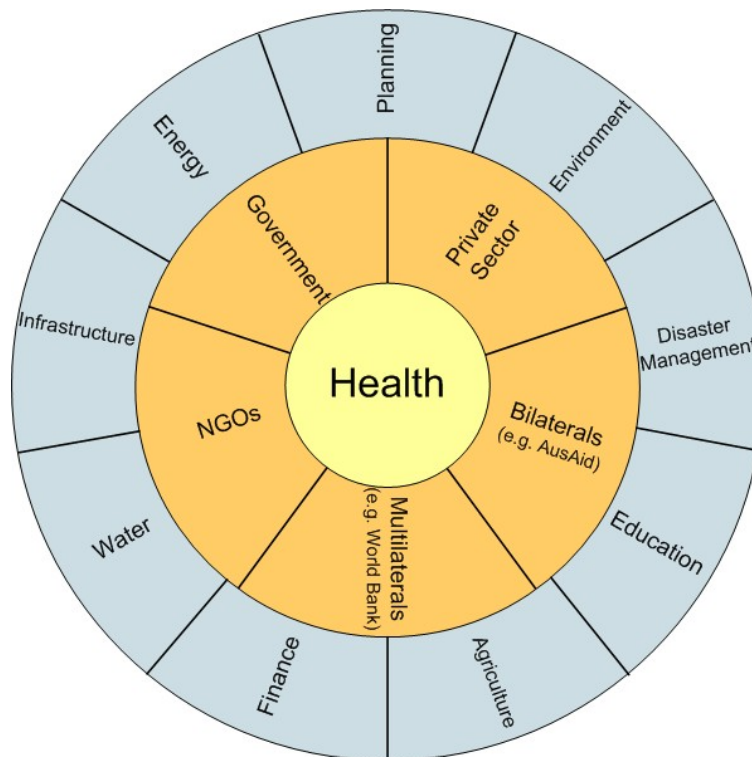 Planning
Environment
Disaster
Management
Education
Agriculture
Finance
Water
Infrastructure
Energy
Government
Private
Sector
Bilaterals
(e.g. AusAid)
Multilaterals
(e.g. World Bank)
NGOs
Health